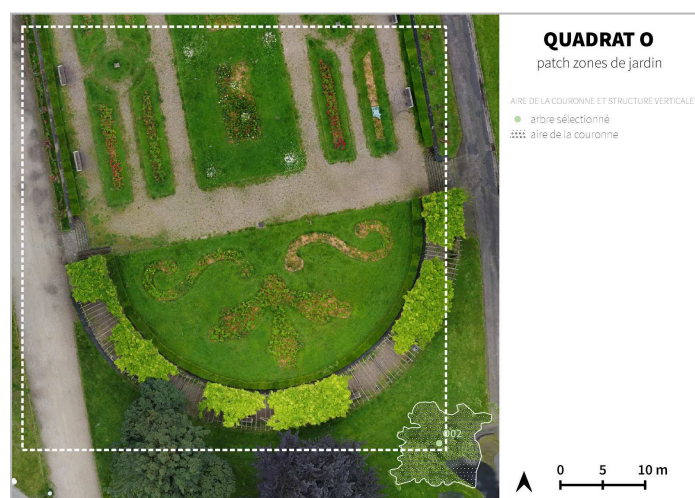 QUADRAT O
patch zones de jardin
AIRE DE LA COURONNE ET STRUCTURE VERTICALE
arbre sélectionné
aire de la couronne
002
0 5 10 m